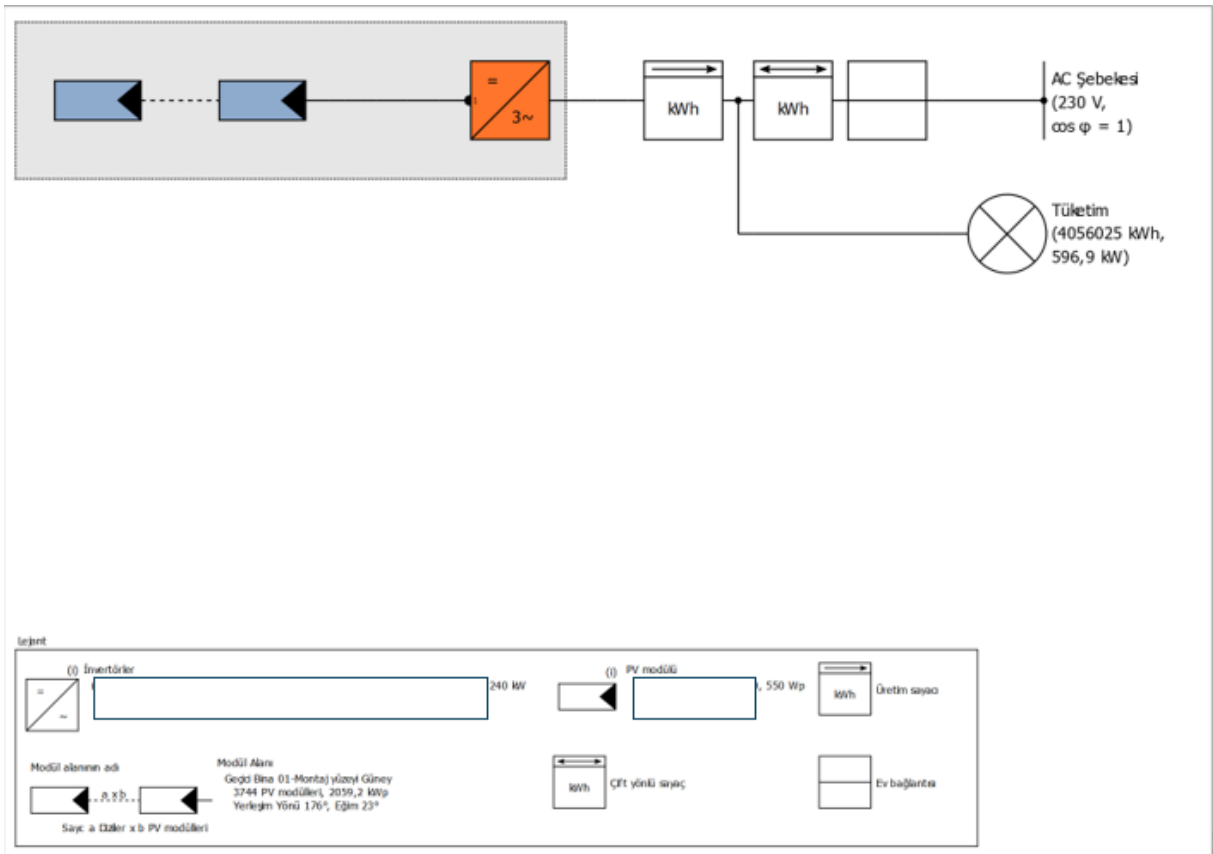 =
3~
1
kWh
kWh
AC Şebekesi
(230 V,
cos φ = 1)
Tüketim
(4056025 kWh,
596,9 kW)
Lejant
(i) İnvertörler
=
~
240 kW
(i) PV modülü
, 550 Wp
kWh
Üretim sayacı
Modül alanının adı
a x b
Sayc a Diziler x b PV modülleri
Modül Alanı
Geçici Bina 01-Montaj yüzeyi Güney
3744 PV modülleri, 2059,2 kWp
Yerleşim Yönü 176°, Eğim 23°
kWh
Çift yönlü sayaç
Ev bağlantısı